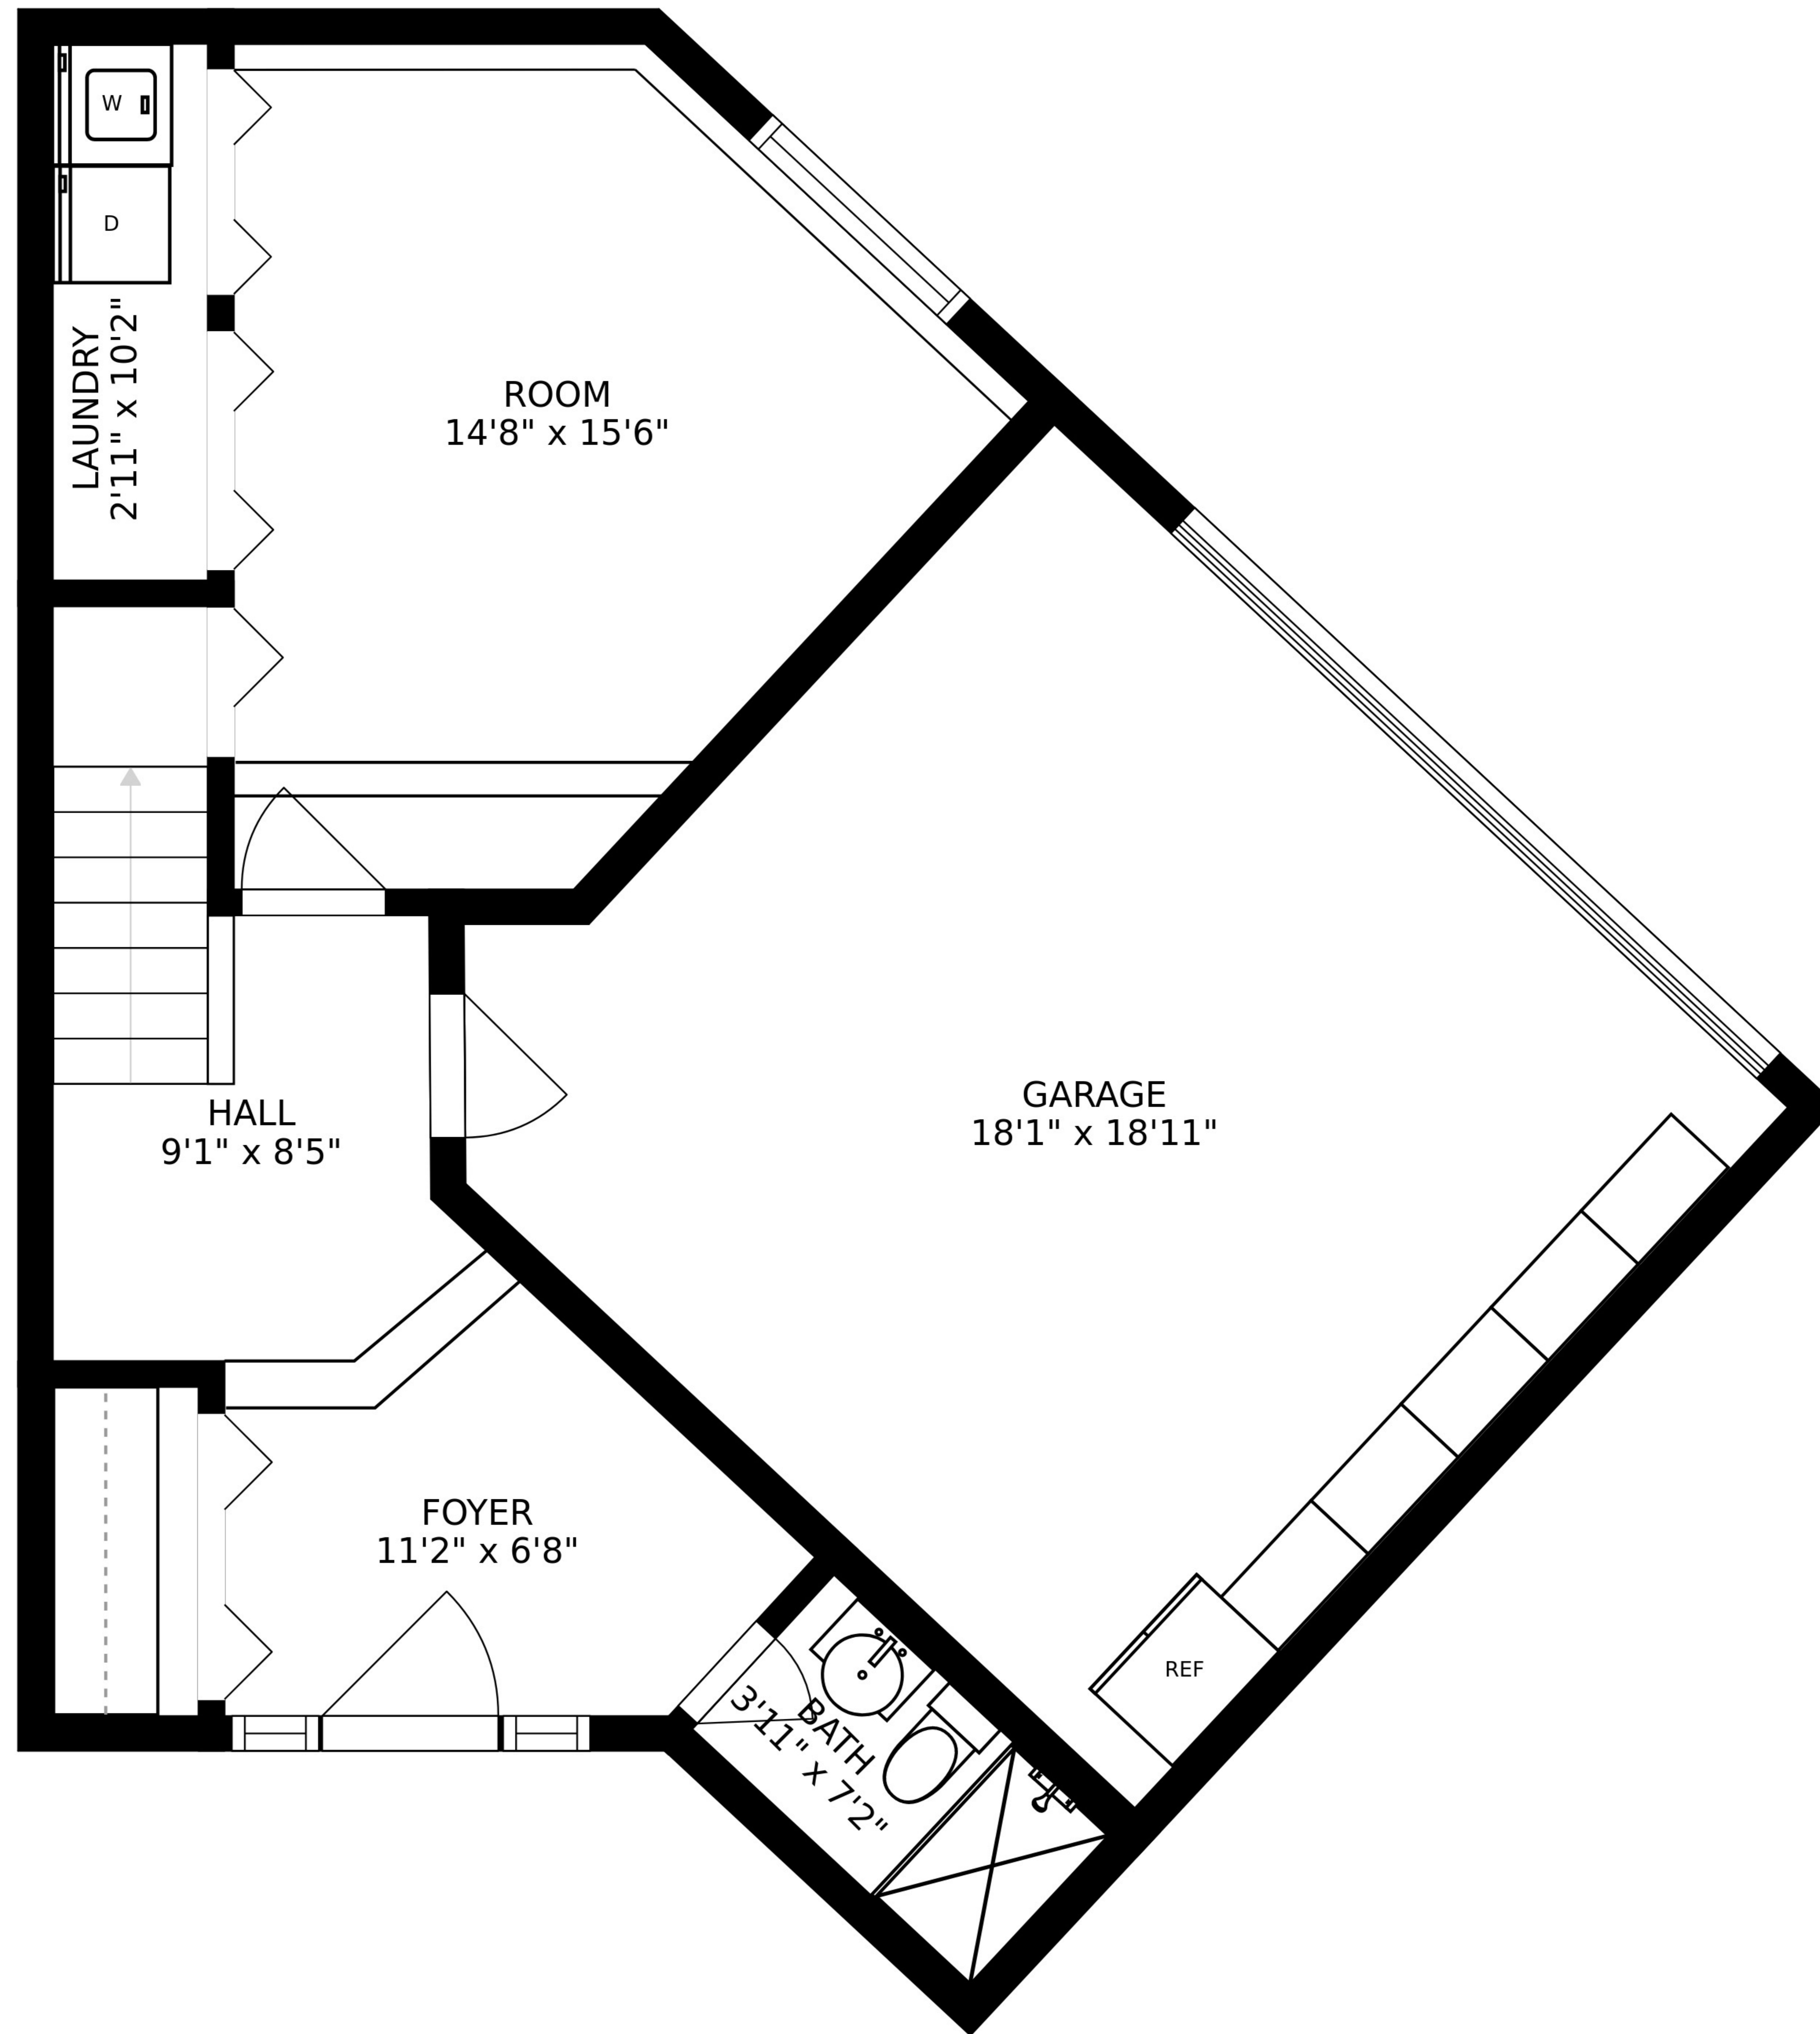 W
D
LAUNDRY
2'11" x 10'2"
ROOM
14'8" x 15'6"
HALL
9'1" x 8'5"
GARAGE
18'1" x 18'11"
FOYER
11'2" x 6'8"
BATH
3'11" x 7'2"
REF